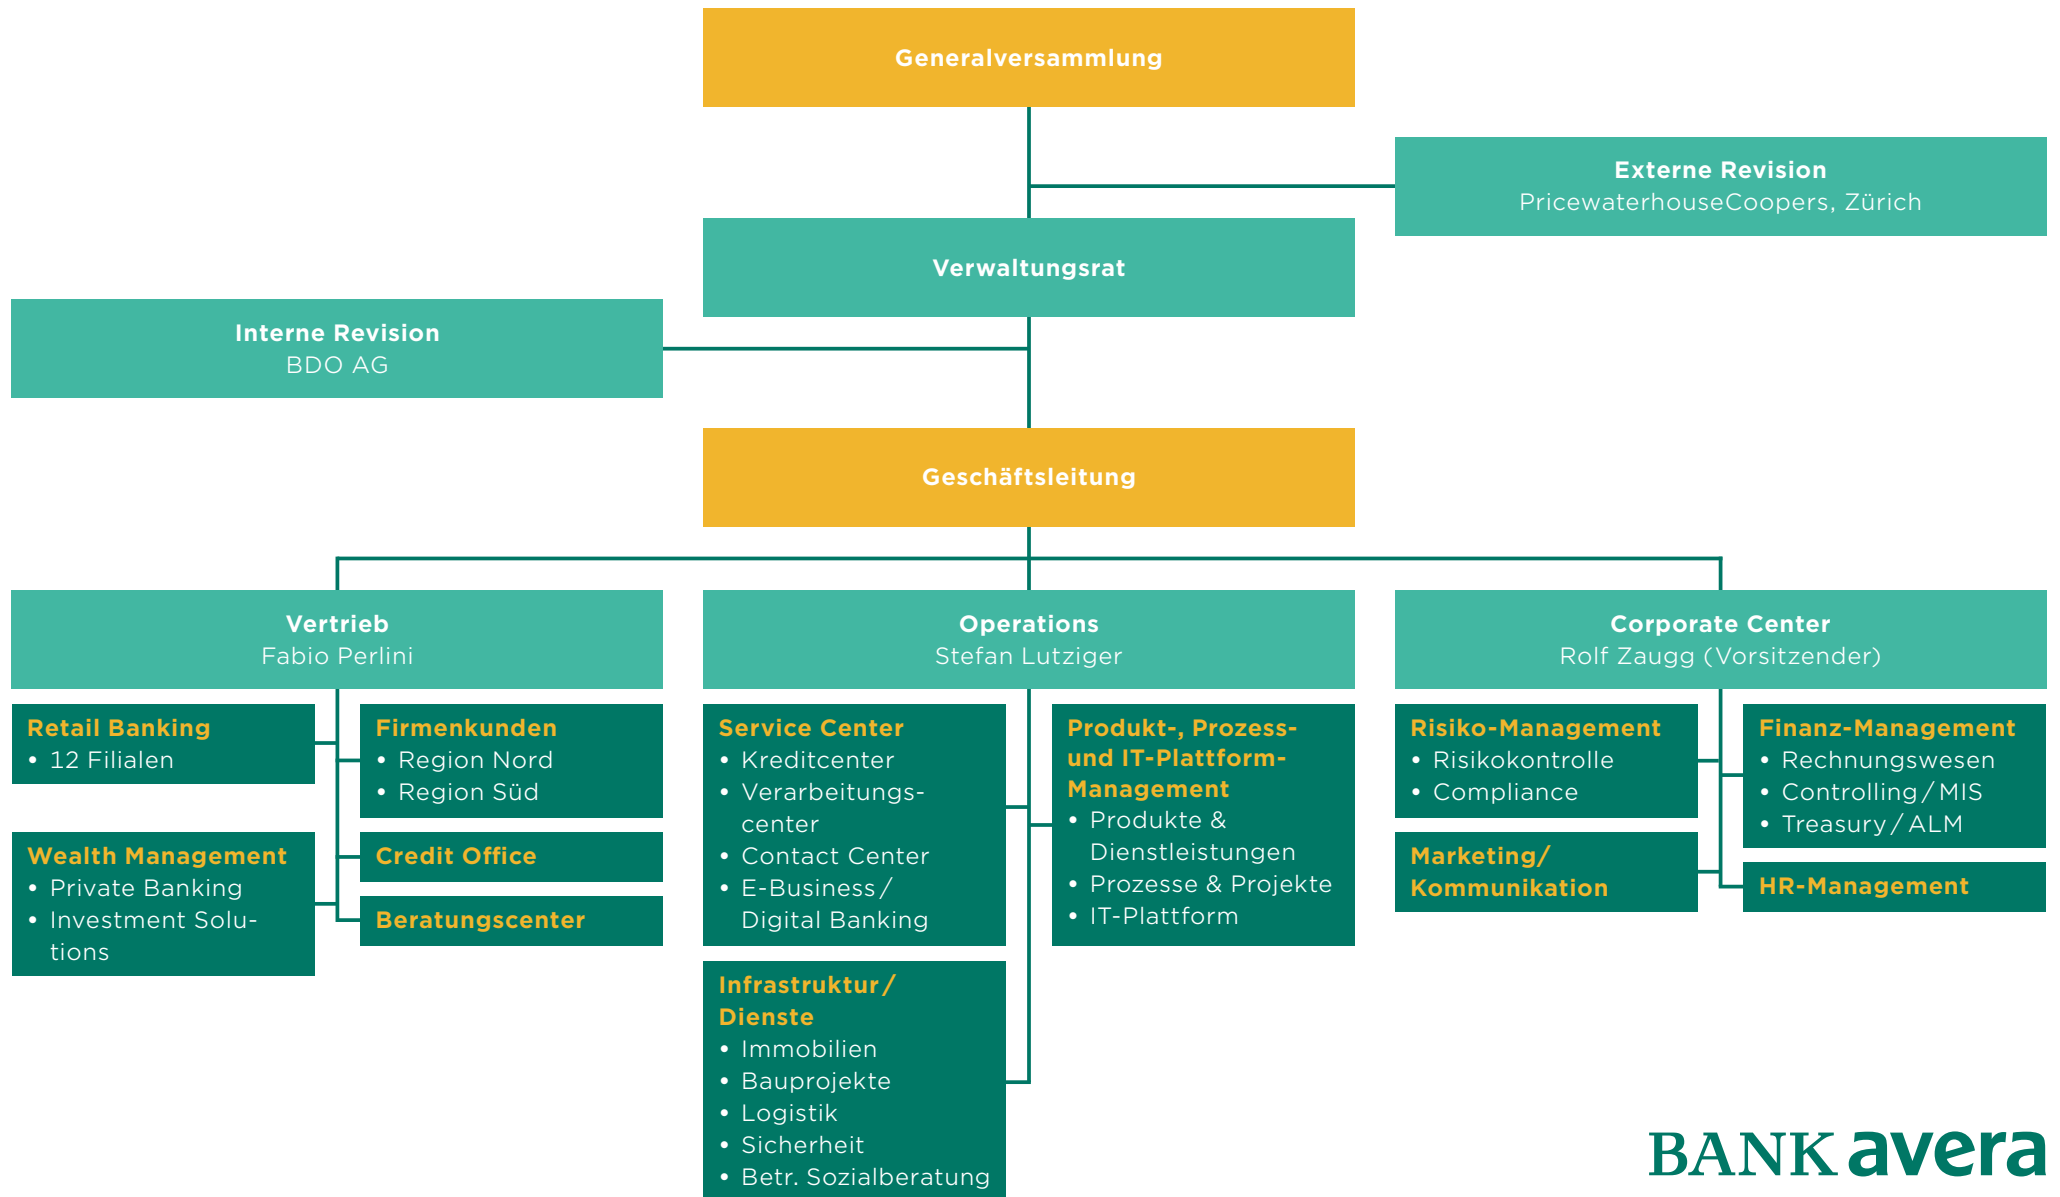 Generalversammlung
Externe Revision
PricewaterhouseCoopers, Zürich
Verwaltungsrat
Interne Revision
BDO AG
Geschäftsleitung
Vertrieb
Fabio Perlini
Retail Banking
• 12 Filialen
Wealth Management
• Private Banking
• Investment Solu-
tions
Firmenkunden
• Region Nord
• Region Süd
Credit Office
Beratungscenter
Operations
Stefan Lutziger
Service Center
• Kreditcenter
• Verarbeitungs-
center
• Contact Center
• E-Business /
Digital Banking
Infrastruktur /
Dienste
• Immobilien
• Bauprojekte
• Logistik
• Sicherheit
• Betr. Sozialberatung
Produkt-, Prozess-
und IT-Plattform-
Management
• Produkte &
Dienstleistungen
• Prozesse & Projekte
• IT-Plattform
Corporate Center
Rolf Zaugg (Vorsitzender)
Risiko-Management
• Risikokontrolle
• Compliance
Marketing/
Kommunikation
Finanz-Management
• Rechnungswesen
• Controlling / MIS
• Treasury / ALM
HR-Management
BANK avera